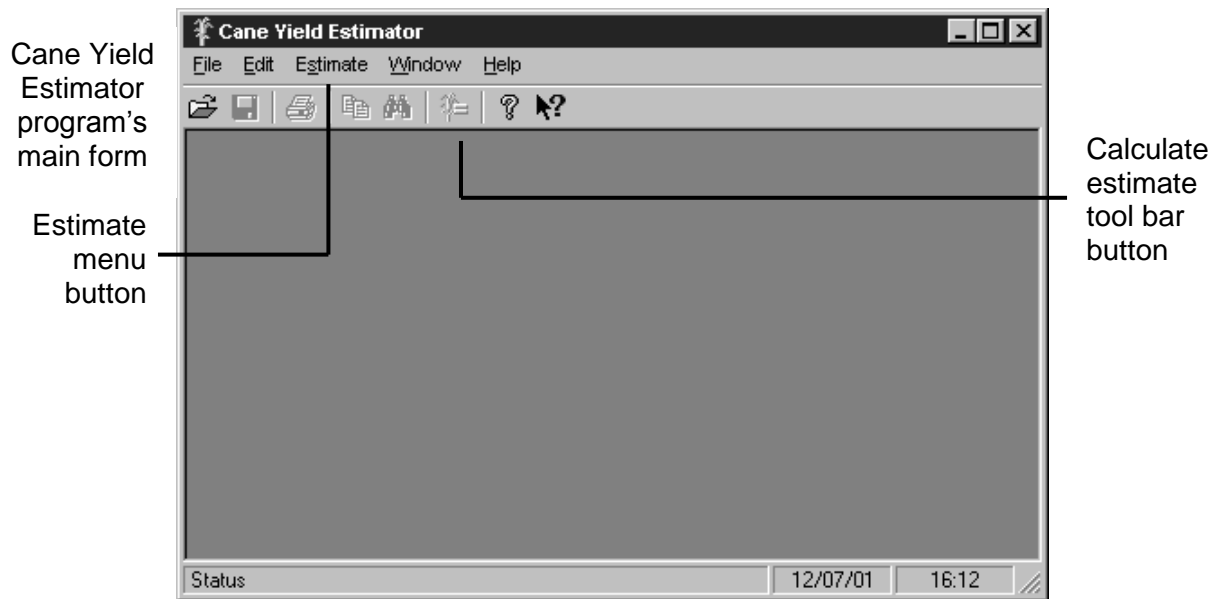 Cane Yield
Estimator
program's
main form
Estimate
menu
button
Cane Yield Estimator
File Edit Estimate Window Help
Status 12/07/01 16:12
Calculate
estimate
tool bar
button